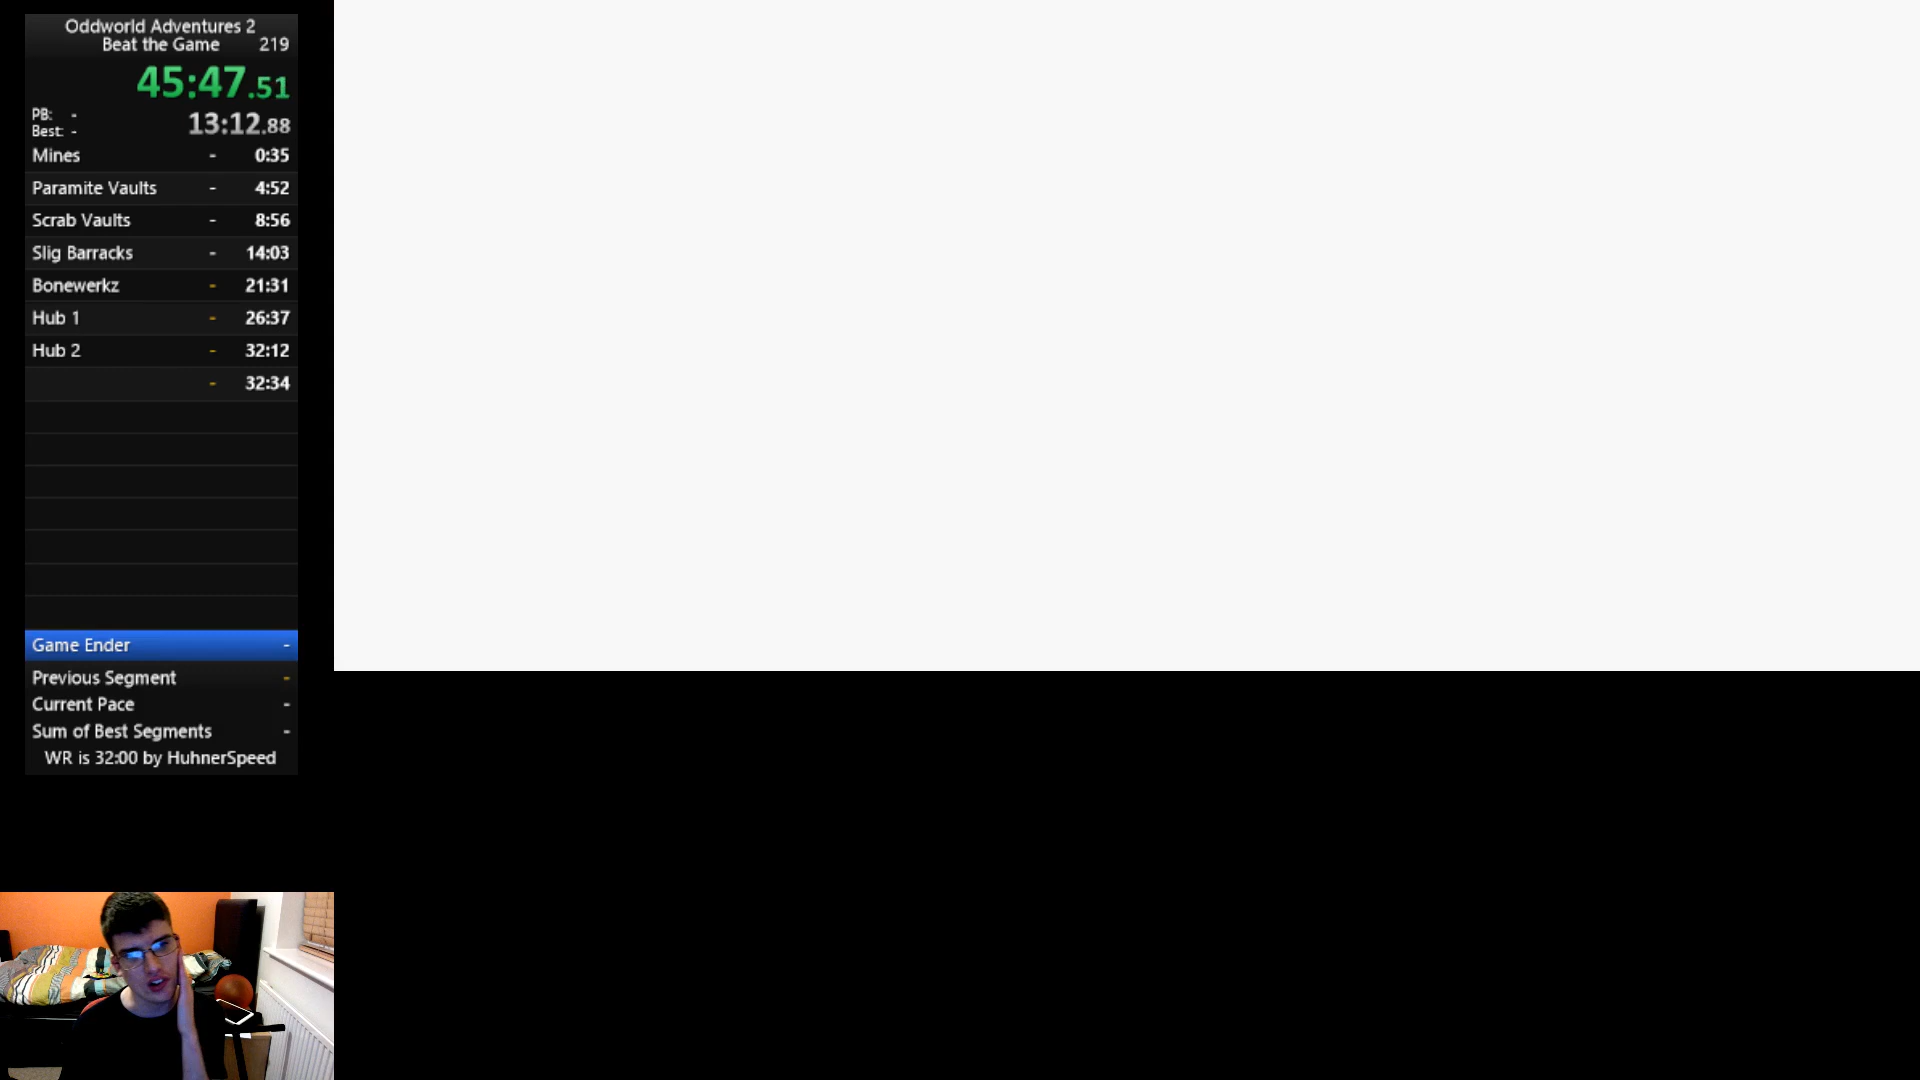 Oddworld Adventures 2
Beat the Game 219
45:47.51
PB: -
Best: -
13:12.88
Mines - 0:35
Paramite Vaults - 4:52
Scrab Vaults - 8:56
Slig Barracks - 14:03
Bonewerkz - 21:31
Hub 1 - 26:37
Hub 2 - 32:12
- 32:34
Game Ender -
Previous Segment -
Current Pace -
Sum of Best Segments -
WR is 32:00 by HuhnerSpeed